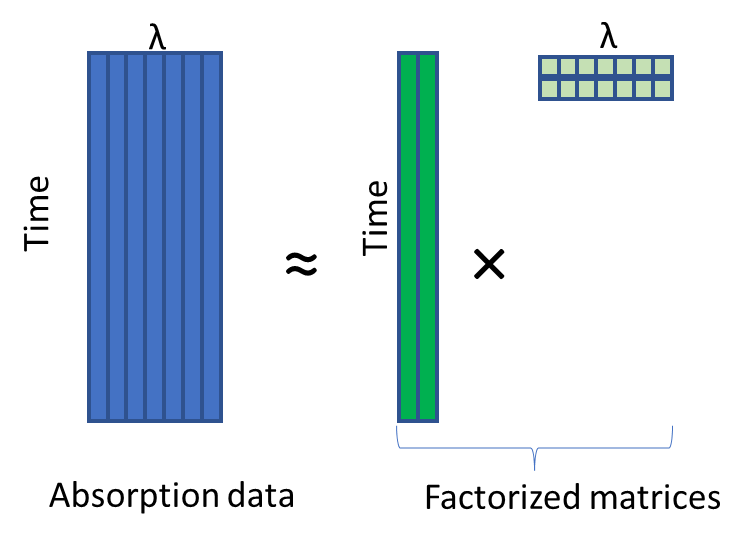 λ
λ
Time
Time
≈
×
Absorption data
Factorized matrices